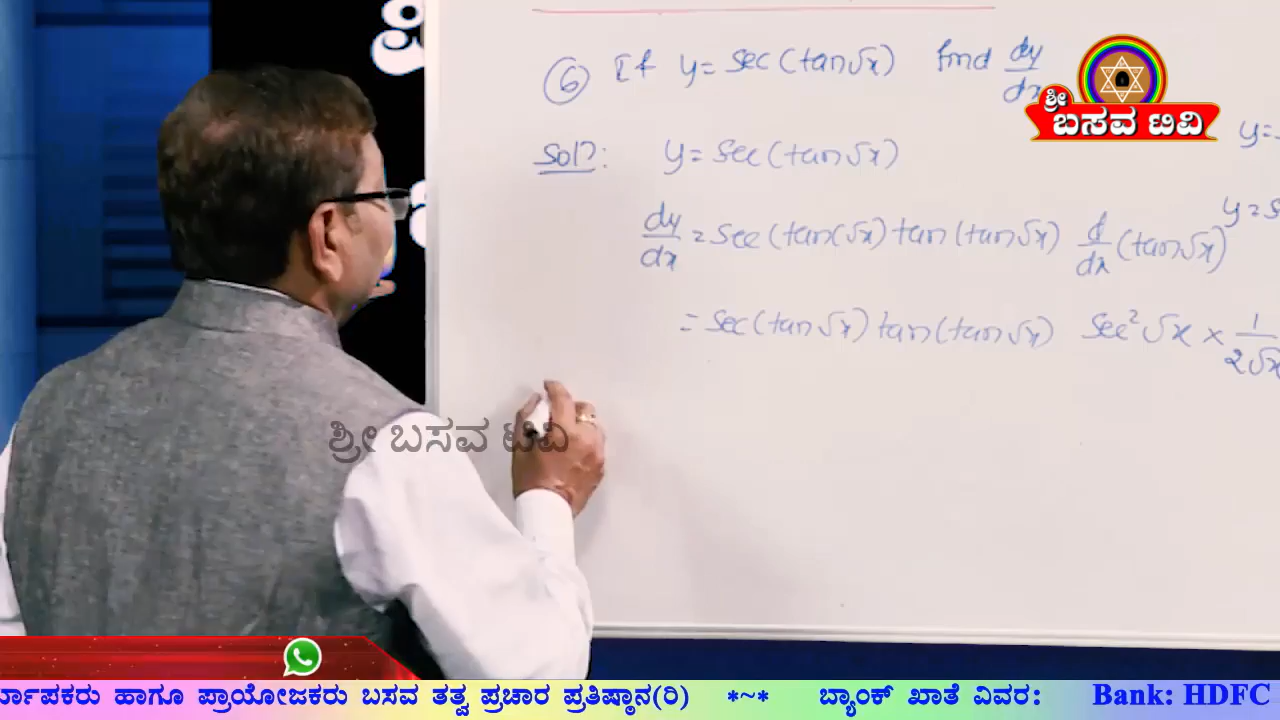 ⑥ If y = sec(tan√x) find dy/dx
Soln: y = sec(tan√x)
dy/dx = sec(tan(√x) tan(tan√x) d/dx (tan√x)
= sec(tan√x) tan(tan√x) sec²√x × 1/2√x
y=
y = s
ಶ್ರೀ
ಬಸವ ಟಿವಿ
ಶ್ರೀ ಬಸವ ಟಿವಿ
ಹಾಗೂ ಪ್ರಾಯೋಜಕರು ಬಸವ ತತ್ವ ಪ್ರಚಾರ ಪ್ರತಿಷ್ಠಾನ(ರಿ) *~* ಬ್ಯಾಂಕ್ ಖಾತೆ ವಿವರ: Bank: HDFC